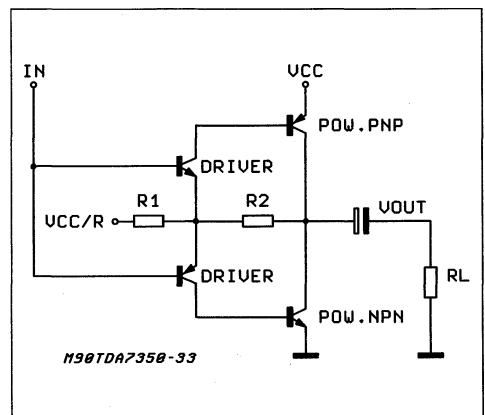 IN
VCC
POW.PNP
DRIVER
R1
R2
VCC/R
VOUT
DRIVER
RL
POW.NPN
M90TDA7350-33